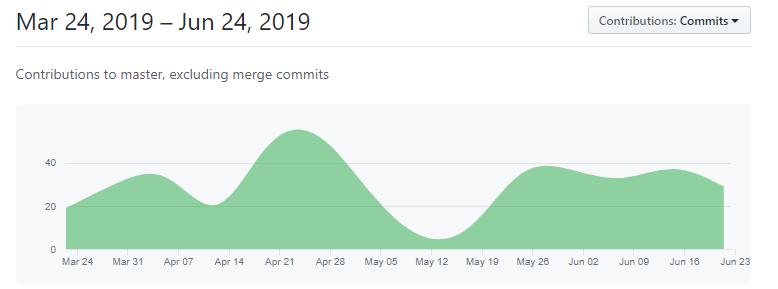 Mar 24, 2019 – Jun 24, 2019
Contributions: Commits
Contributions to master, excluding merge commits
40
20
0
Mar 24 Mar 31 Apr 07 Apr 14 Apr 21 Apr 28 May 05 May 12 May 19 May 26 Jun 02 Jun 09 Jun 16 Jun 23